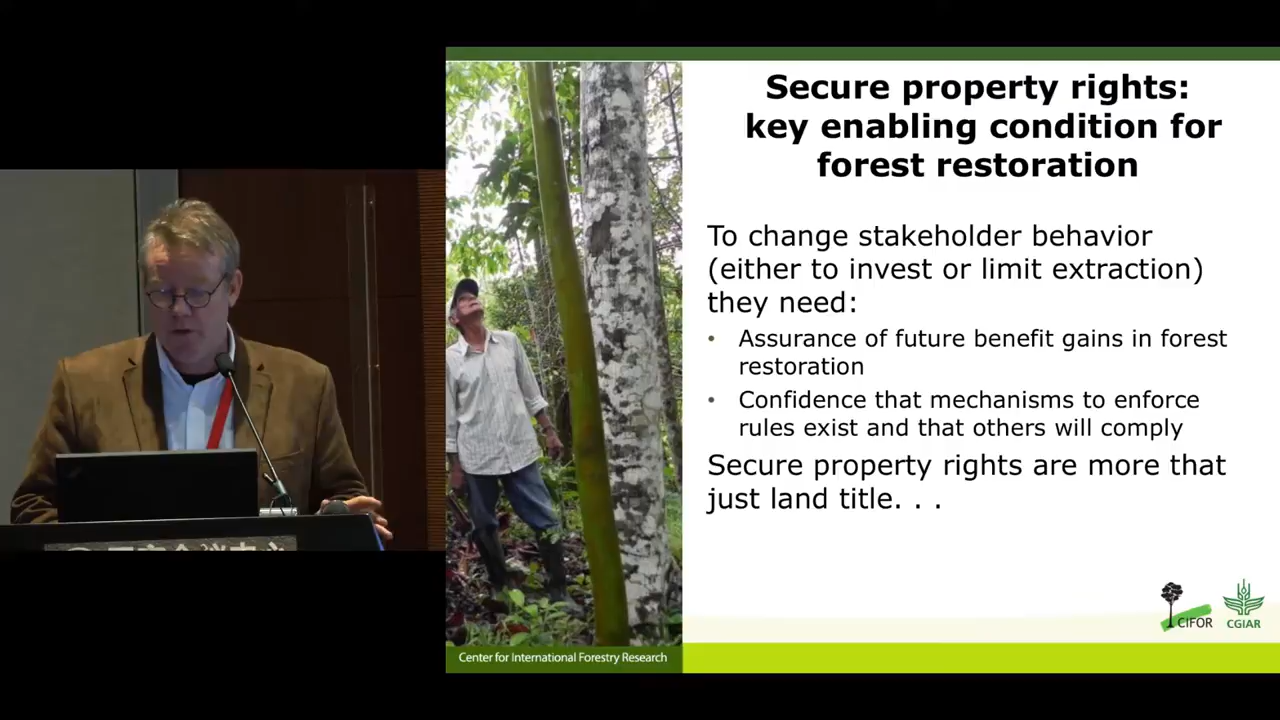 Secure property rights:
key enabling condition for
forest restoration
To change stakeholder behavior
(either to invest or limit extraction)
they need:
• Assurance of future benefit gains in forest
restoration
• Confidence that mechanisms to enforce
rules exist and that others will comply
Secure property rights are more that
just land title. . .
CIFOR
CGIAR
Center for International Forestry Research